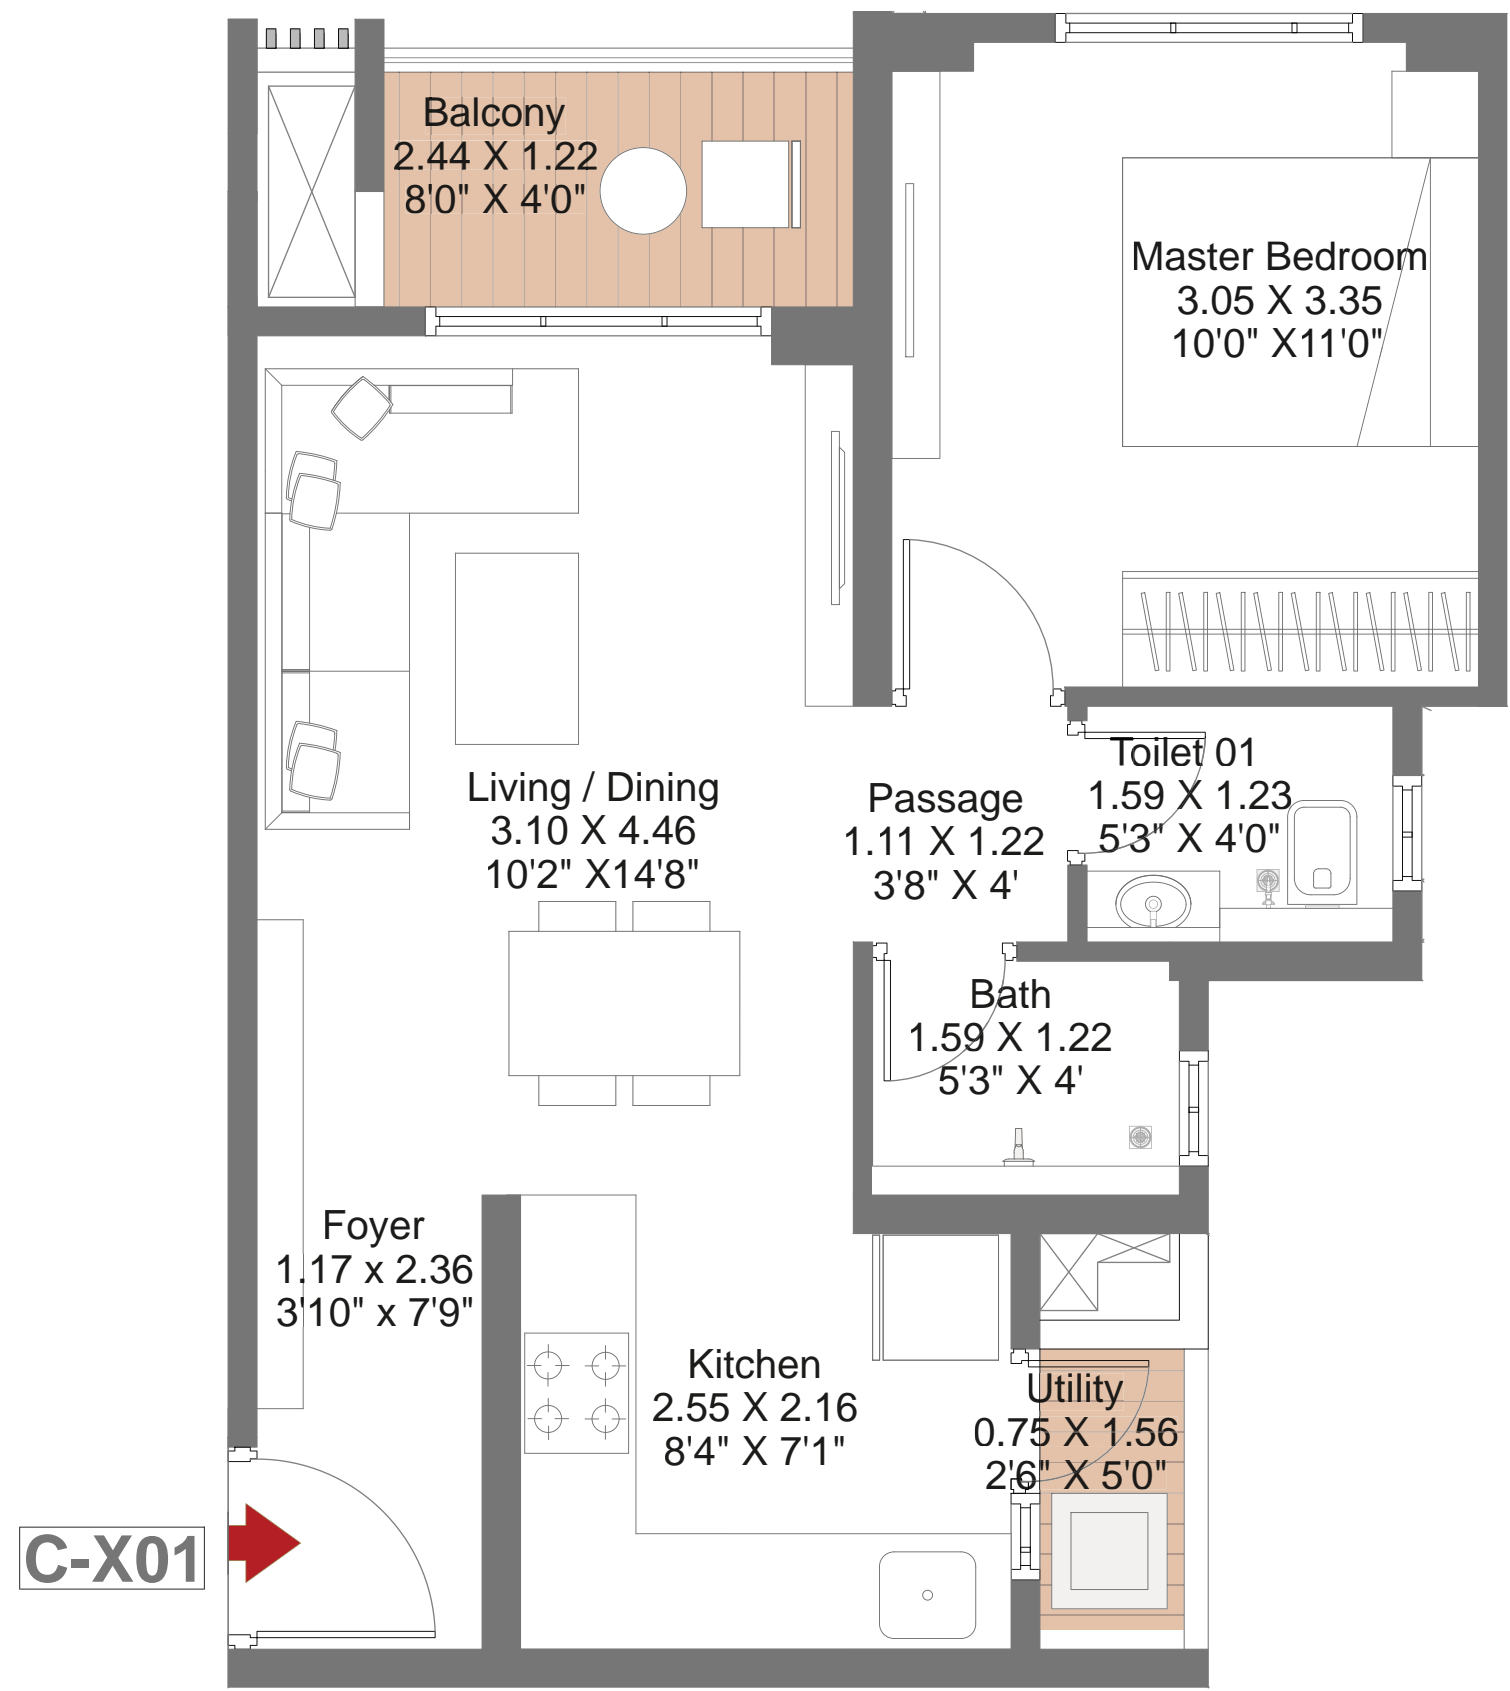 Balcony
2.44 X 1.22
8'0" X 4'0"
Master Bedroom
3.05 X 3.35
10'0" X11'0"
Living / Dining
3.10 X 4.46
10'2" X14'8"
Passage
1.11 X 1.22
3'8" X 4'
Toilet 01
1.59 X 1.23
5'3" X 4'0"
Bath
1.59 X 1.22
5'3" X 4'
Foyer
1.17 x 2.36
3'10" x 7'9"
Kitchen
2.55 X 2.16
8'4" X 7'1"
Utility
0.75 X 1.56
2'6" X 5'0"
C-X01